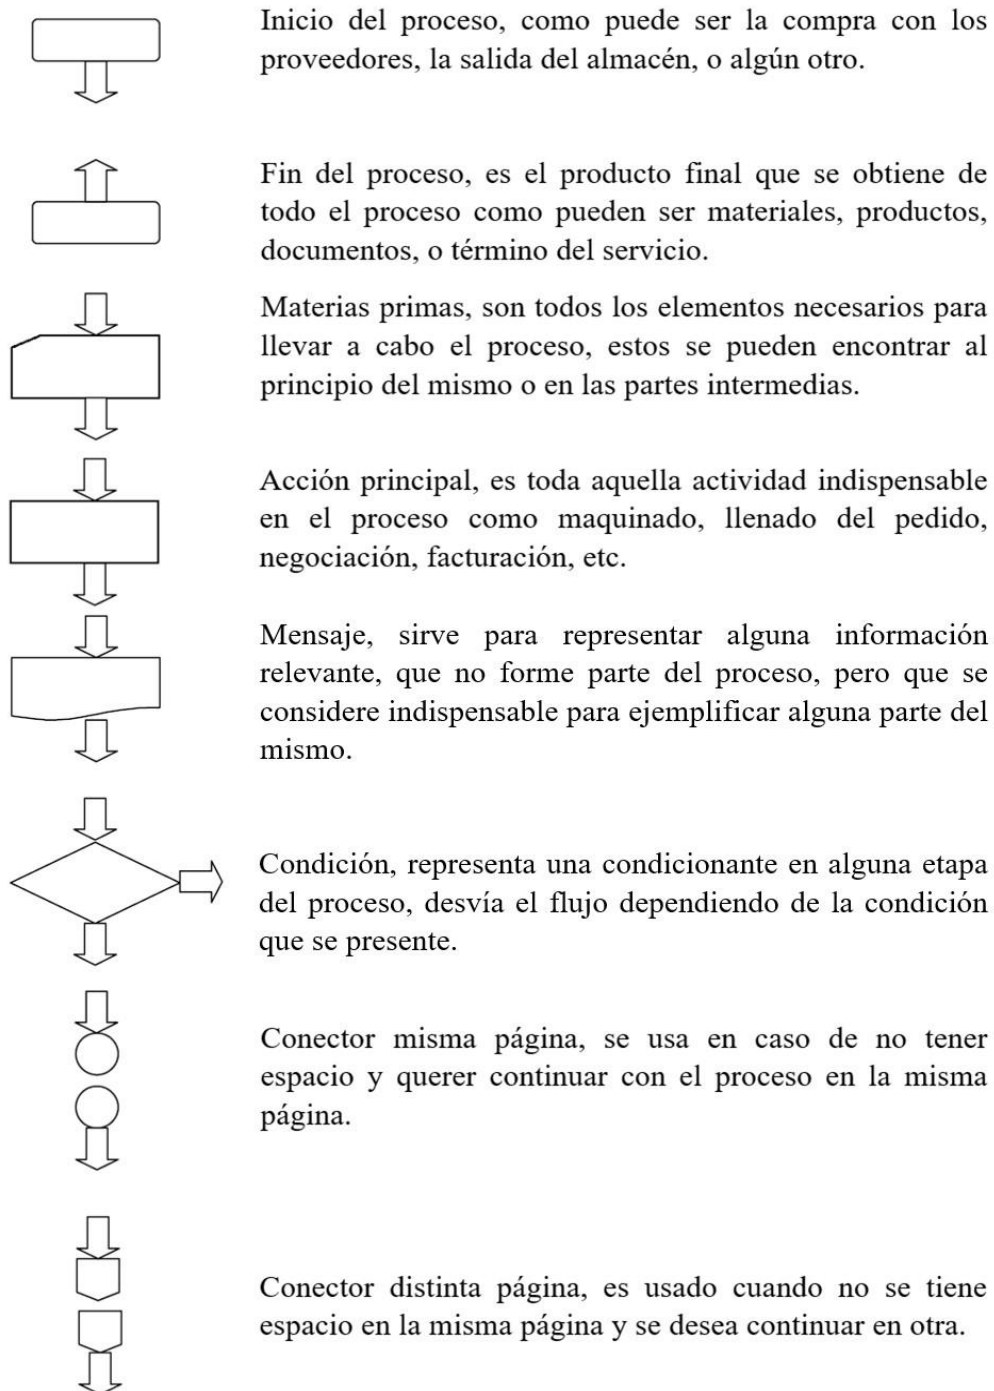 Inicio del proceso, como puede ser la compra con los
proveedores, la salida del almacén, o algún otro.
Fin del proceso, es el producto final que se obtiene de
todo el proceso como pueden ser materiales, productos,
documentos, o término del servicio.
Materias primas, son todos los elementos necesarios para
llevar a cabo el proceso, estos se pueden encontrar al
principio del mismo o en las partes intermedias.
Acción principal, es toda aquella actividad indispensable
en el proceso como maquinado, llenado del pedido,
negociación, facturación, etc.
Mensaje, sirve para representar alguna información
relevante, que no forme parte del proceso, pero que se
considere indispensable para ejemplificar alguna parte del
mismo.
Condición, representa una condicionante en alguna etapa
del proceso, desvía el flujo dependiendo de la condición
que se presente.
Conector misma página, se usa en caso de no tener
espacio y querer continuar con el proceso en la misma
página.
Conector distinta página, es usado cuando no se tiene
espacio en la misma página y se desea continuar en otra.